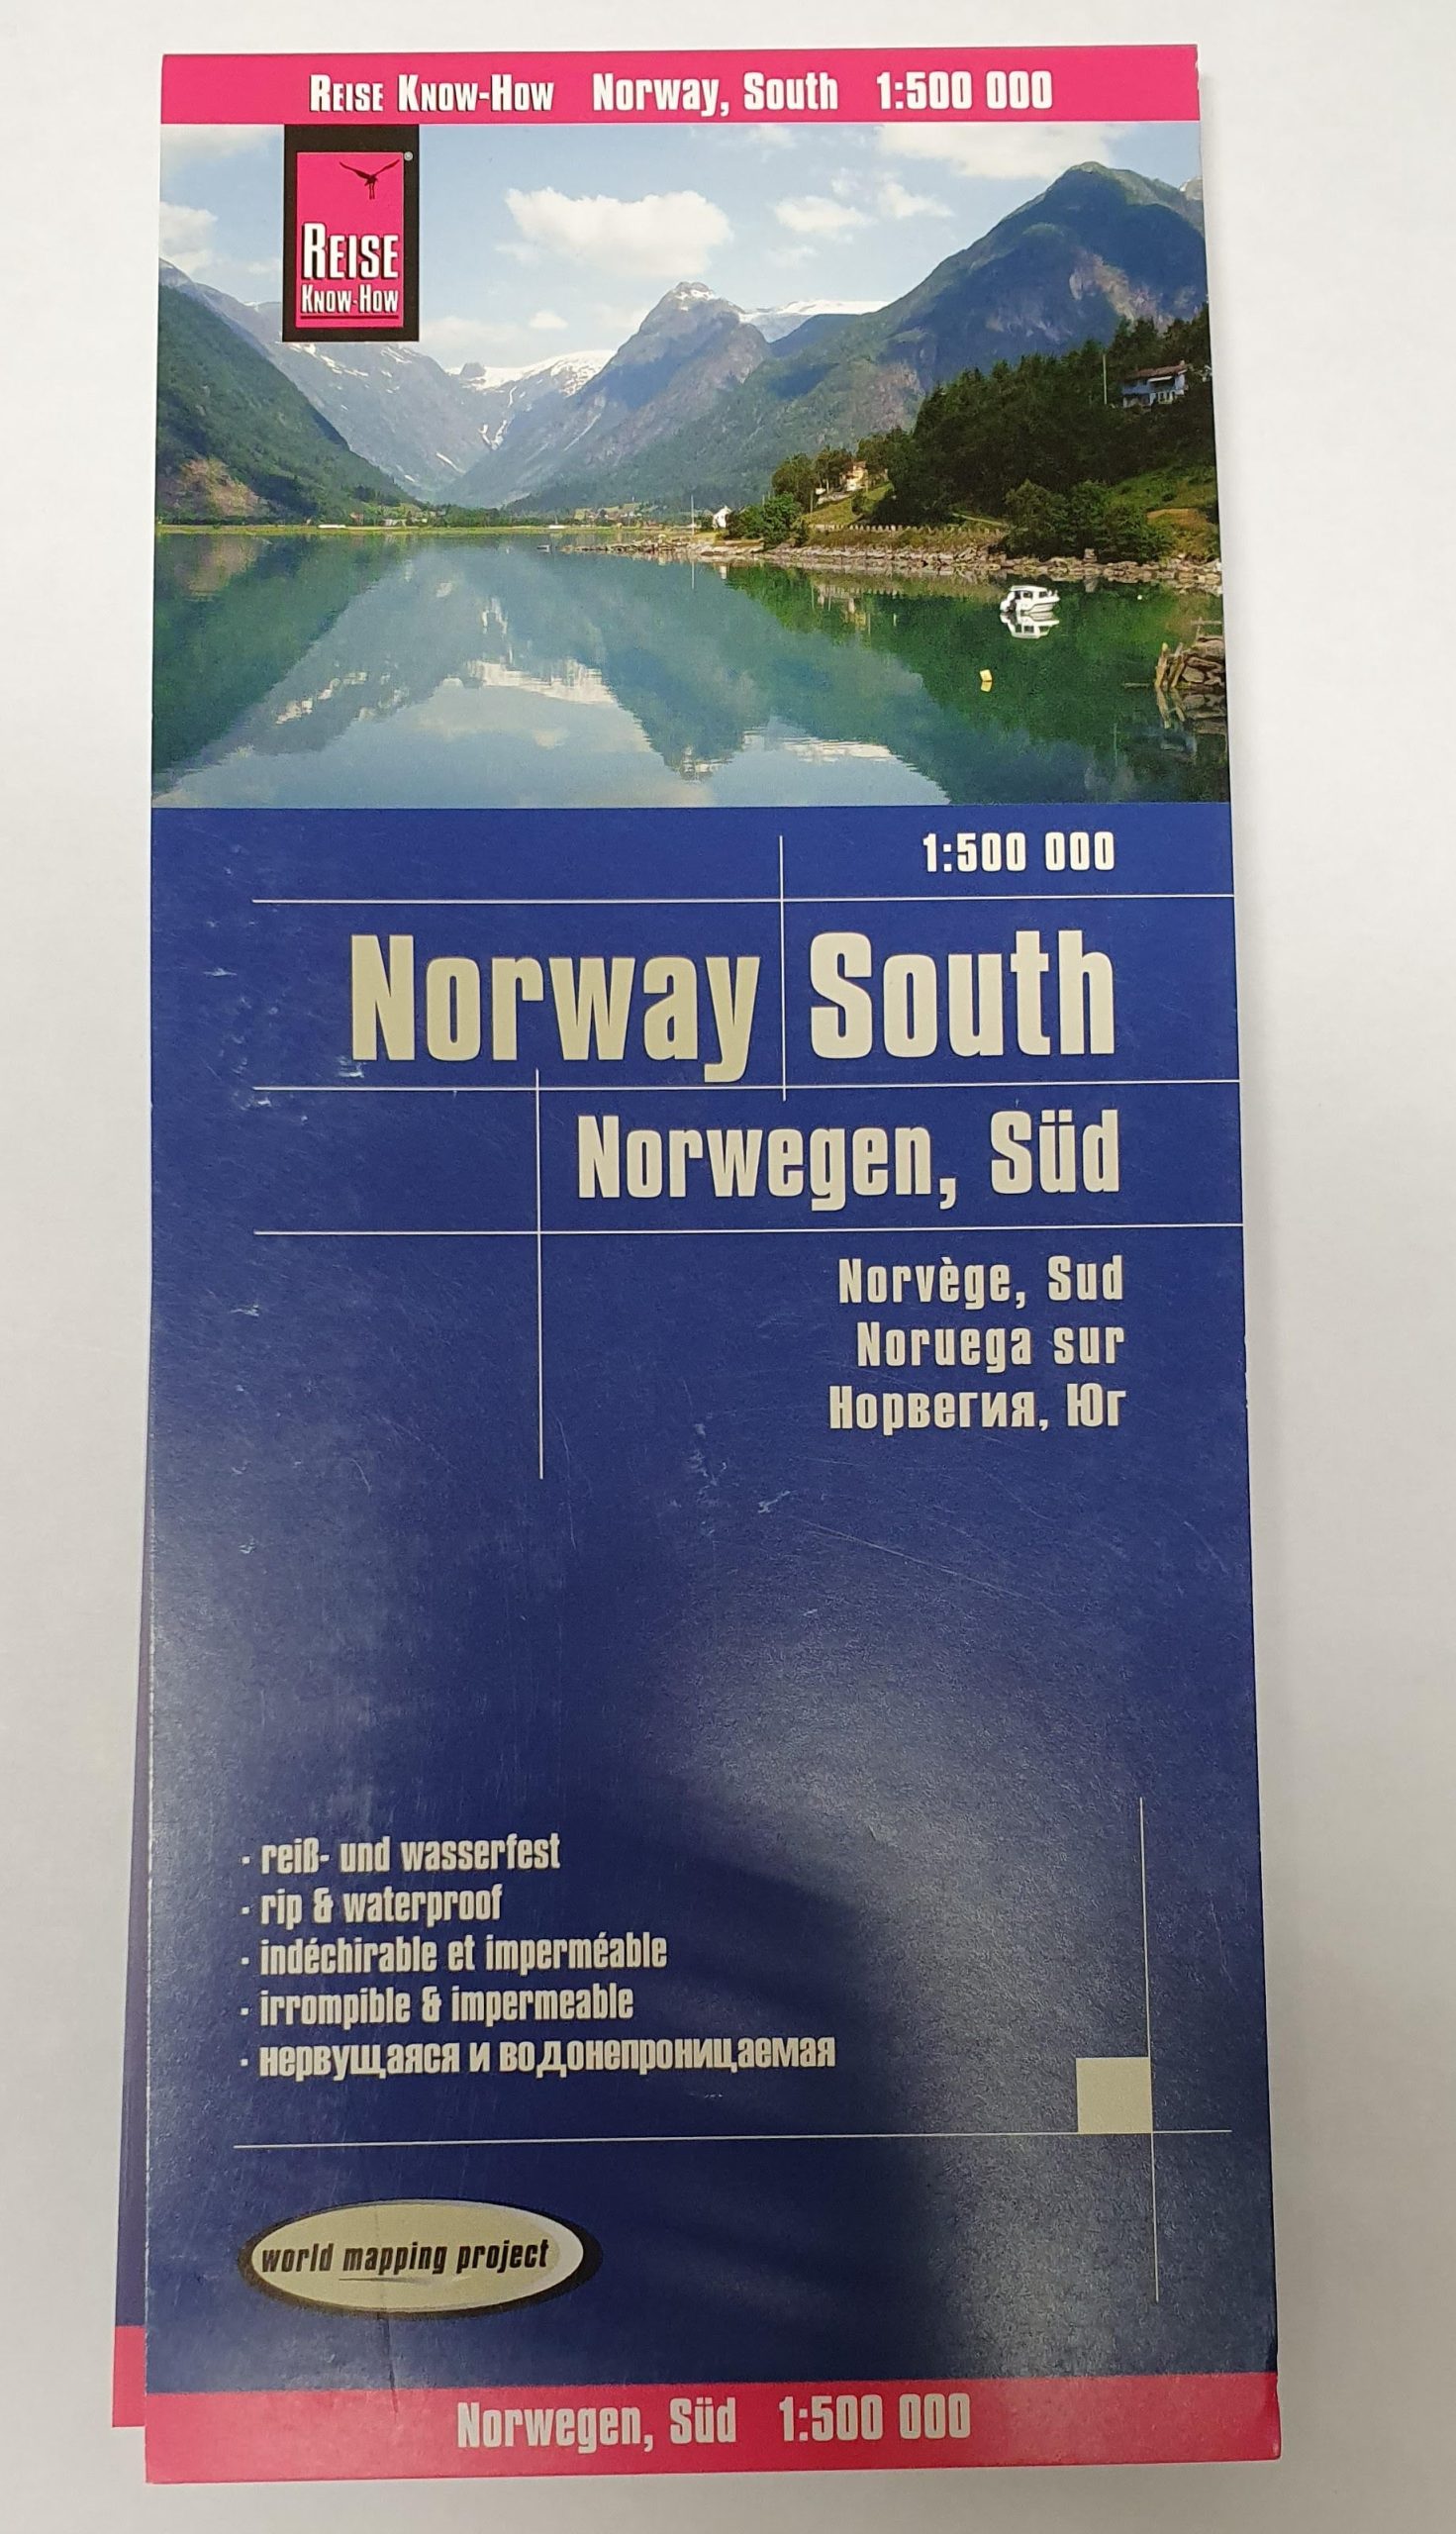 REISE KNOW-HOW Norway, South 1:500 000
REISE
KNOW-HOW
1:500 000
Norway South
Norwegen, Süd
Norvège, Sud
Noruega sur
Норвегия, Юг
· reiß- und wasserfest
· rip & waterproof
· indéchirable et imperméable
· irrompible & impermeable
· нервущаяся и водонепроницаемая
world mapping project
Norwegen, Süd 1:500 000